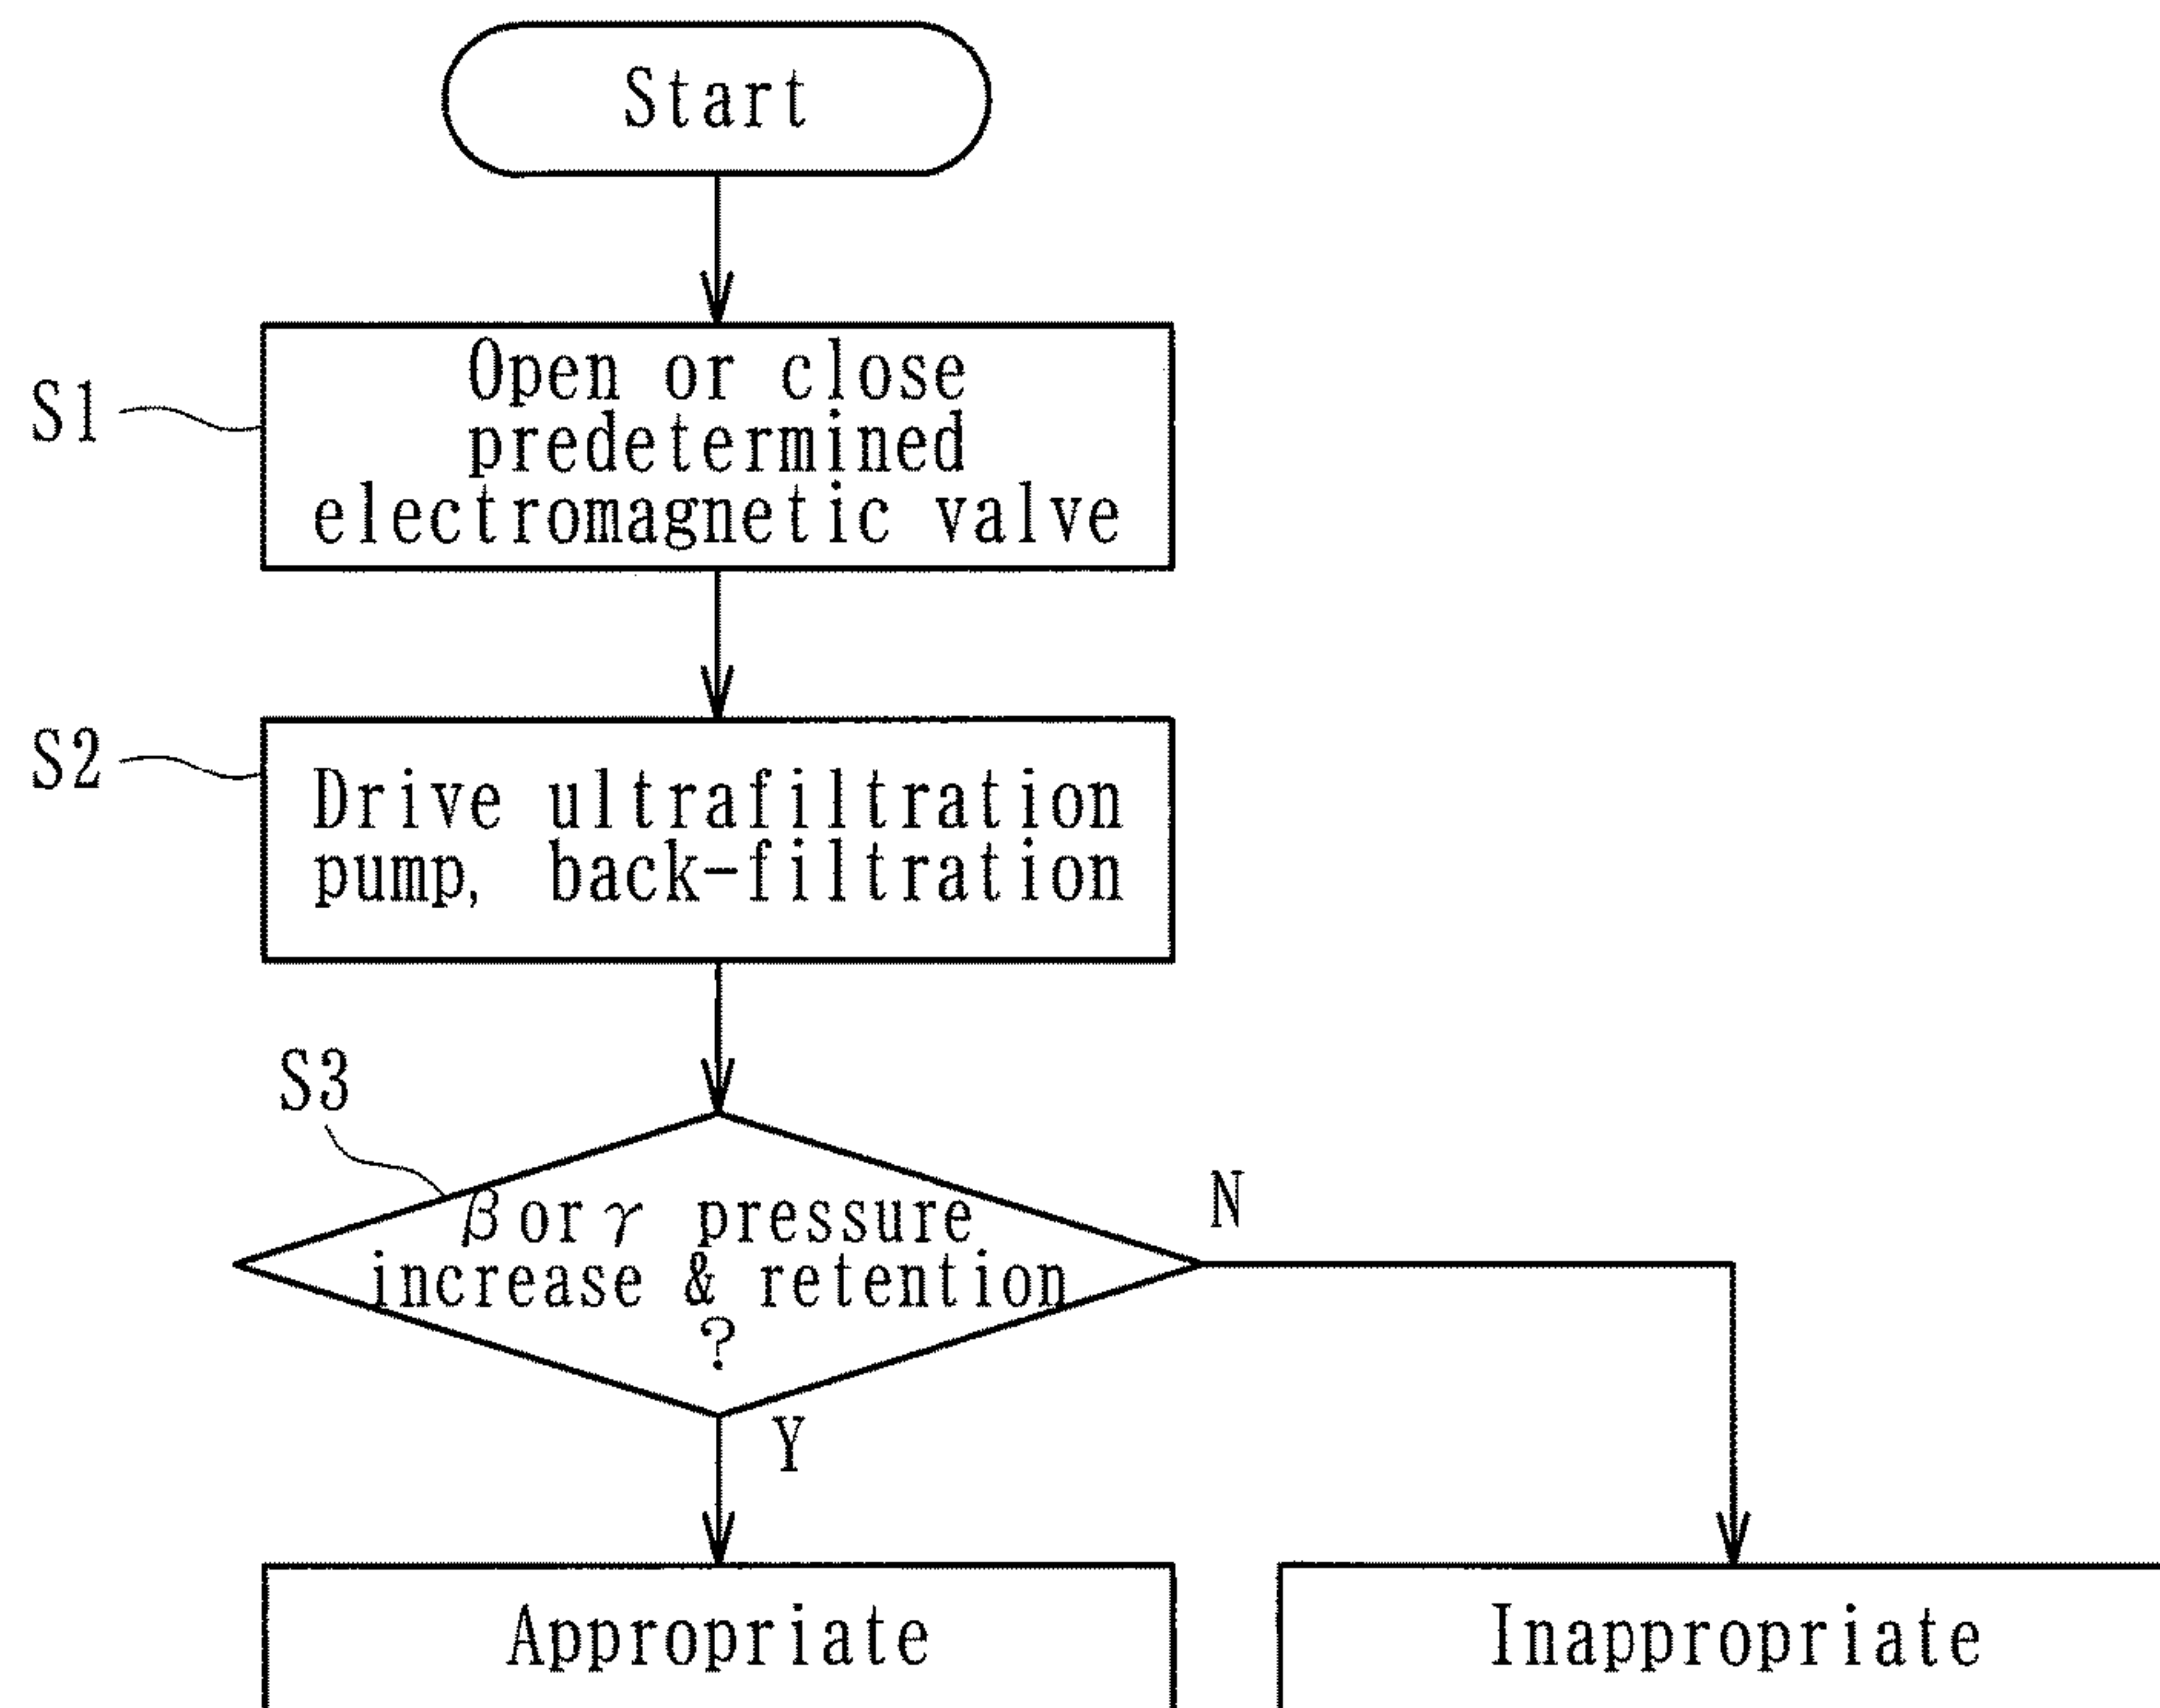 Start
S1
Open or close
predetermined
electromagnetic valve
S2
Drive ultrafiltration
pump, back-filtration
S3
β or γ pressure
increase & retention
?
N
Y
Appropriate
Inappropriate